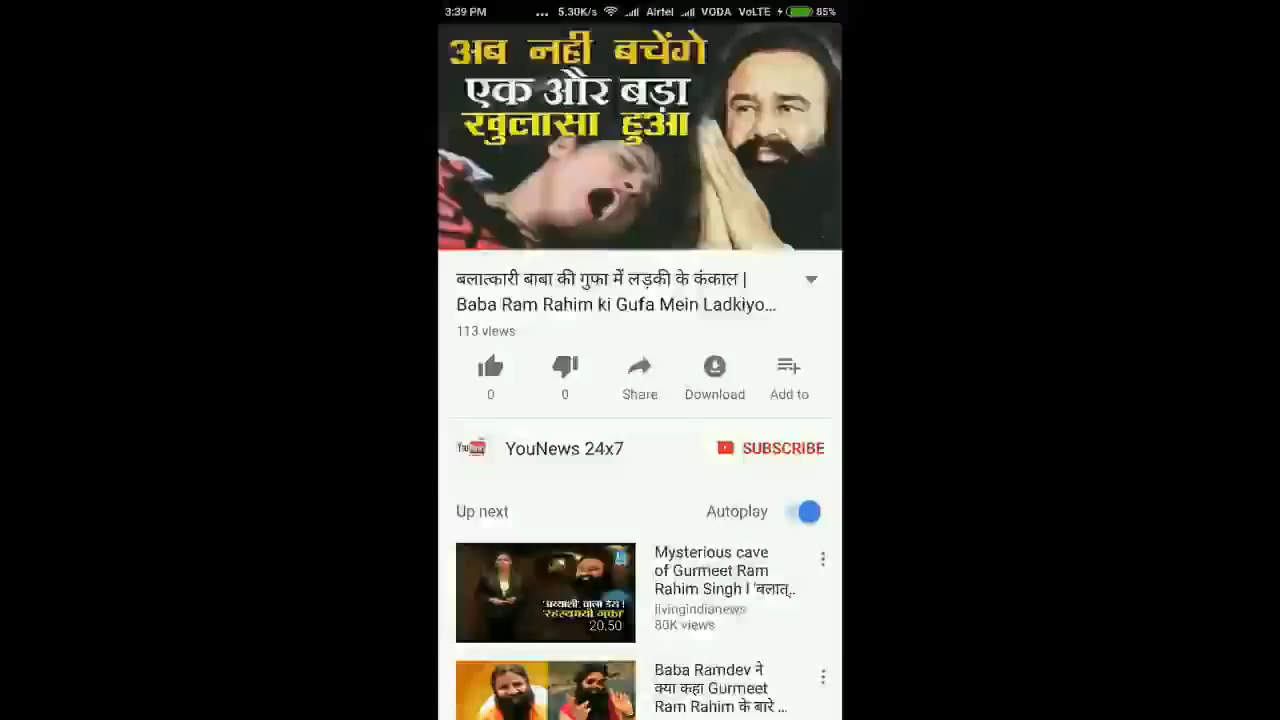 3:39 PM ... 5.30K/s Airtel VODA VoLTE 85%
अब नही बचेंगे
एक और बड़ा
खुलासा हुआ
बलात्कारी बाबा की गुफा में लड़की के कंकाल |
Baba Ram Rahim ki Gufa Mein Ladkiyo...
113 views
0 0 Share Download Add to
YouNews 24x7 SUBSCRIBE
Up next Autoplay
Mysterious cave
of Gurmeet Ram
Rahim Singh l 'बलात्..
livingindianews
80K views
'अय्याशी' वाला डेरा !
'रहस्यमयी गुफा'
20:50
Baba Ramdev ने
क्या कहा Gurmeet
Ram Rahim के बारे ...